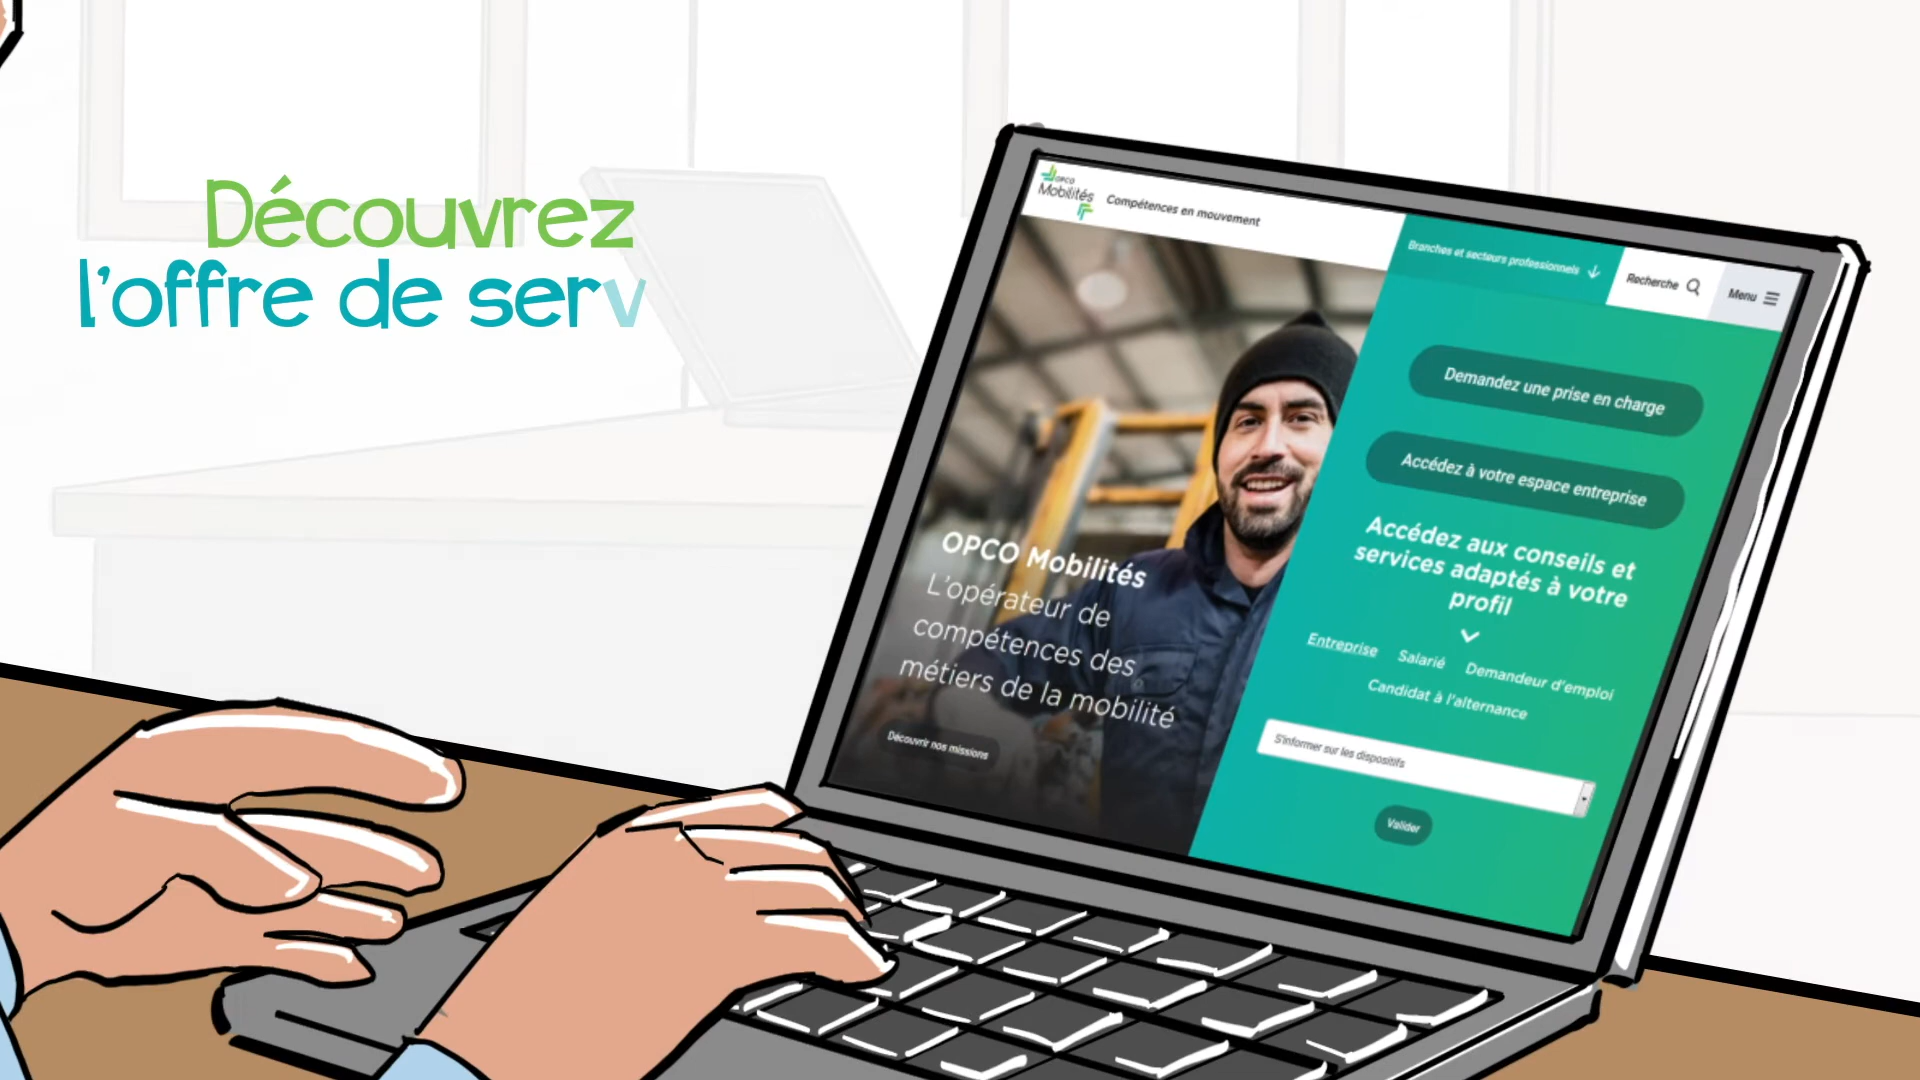 Découvrez
l'offre de serv
OPCO
Mobilités
Compétences en mouvement
Branches et secteurs professionnels
Recherche
Menu
Demandez une prise en charge
Accédez à votre espace entreprise
Accédez aux conseils et
services adaptés à votre
profil
Entreprise Salarié Demandeur d'emploi
Candidat à l'alternance
S'informer sur les dispositifs
Valider
OPCO Mobilités
L'opérateur de
compétences des
métiers de la mobilité
Découvrir nos missions